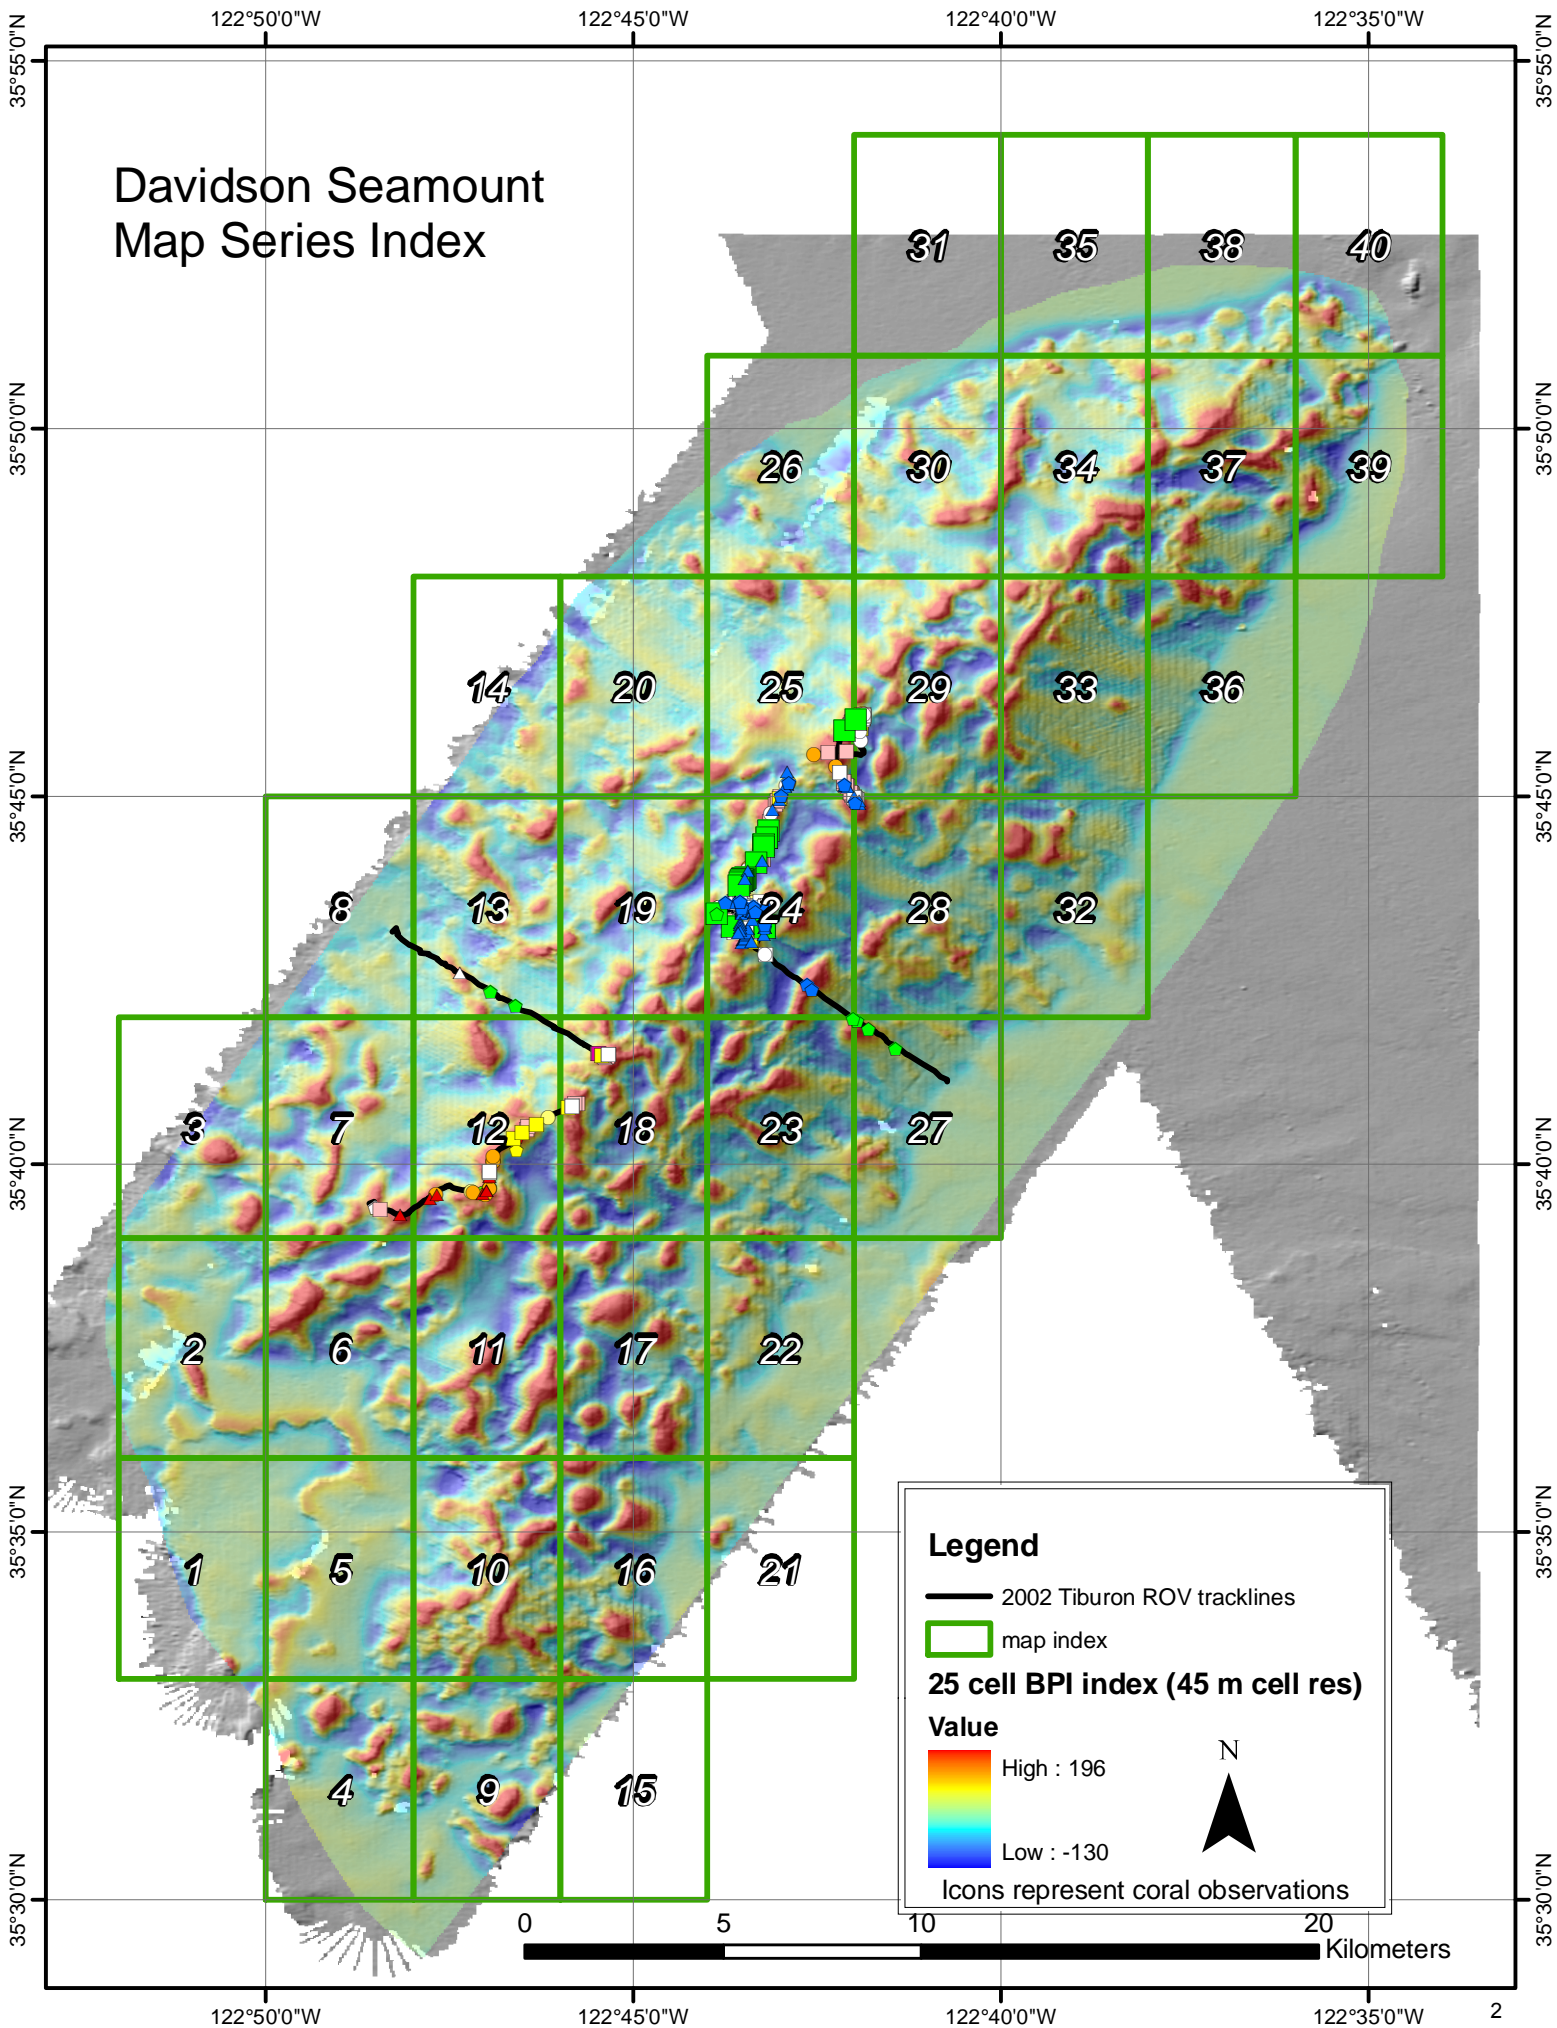 122°50'0"W 122°45'0"W 122°40'0"W 122°35'0"W
35°55'0"N 35°55'0"N
Davidson Seamount
Map Series Index
31 35 38 40
35°50'0"N 35°50'0"N
26 30 34 37 39
14 20 25 29 33 36
35°45'0"N 35°45'0"N
8 13 19 24 28 32
3 7 12 18 23 27
35°40'0"N 35°40'0"N
2 6 11 17 22
35°35'0"N 35°35'0"N
1 5 10 16 21
4 9 15
Legend
2002 Tiburon ROV tracklines
map index
25 cell BPI index (45 m cell res)
Value
High : 196
Low : -130
N
Icons represent coral observations
35°30'0"N 35°30'0"N
0 5 10 20
Kilometers
122°50'0"W 122°45'0"W 122°40'0"W 122°35'0"W
2